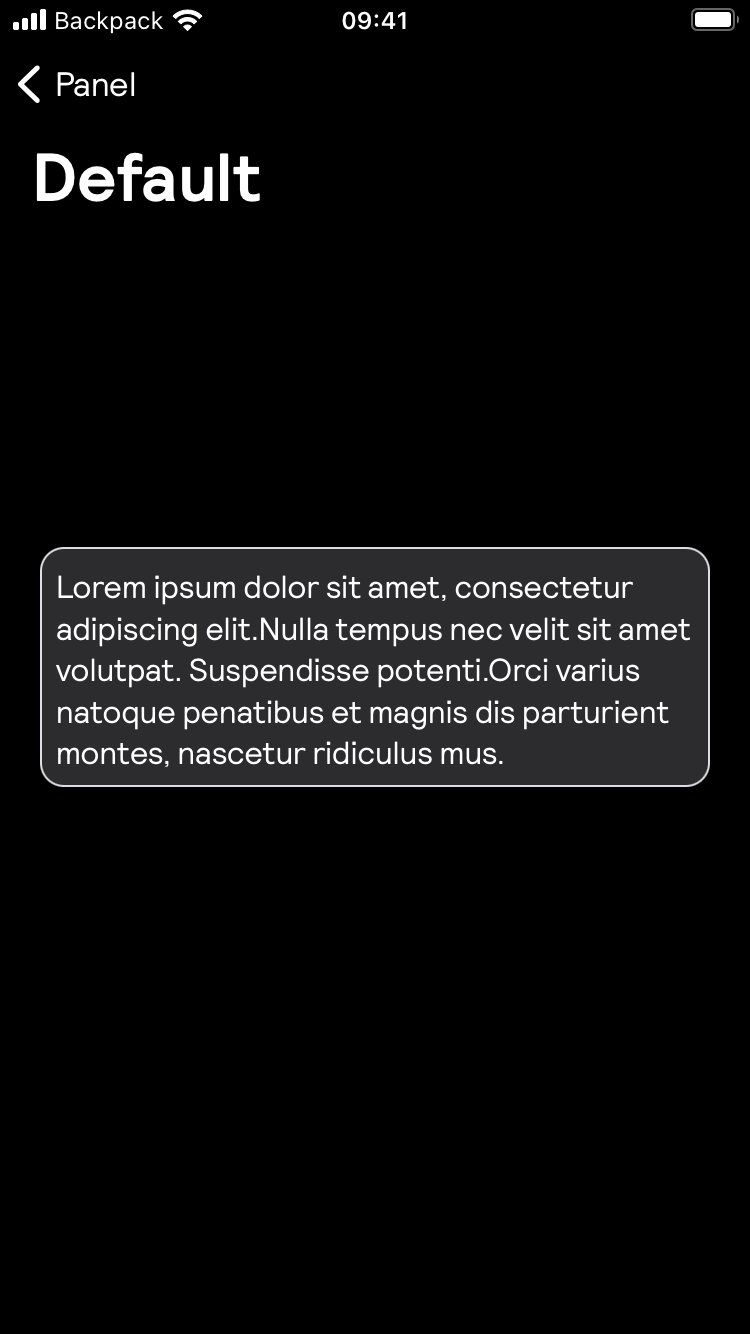 Backpack 09:41
Panel
Default
Lorem ipsum dolor sit amet, consectetur
adipiscing elit.Nulla tempus nec velit sit amet
volutpat. Suspendisse potenti.Orci varius
natoque penatibus et magnis dis parturient
montes, nascetur ridiculus mus.